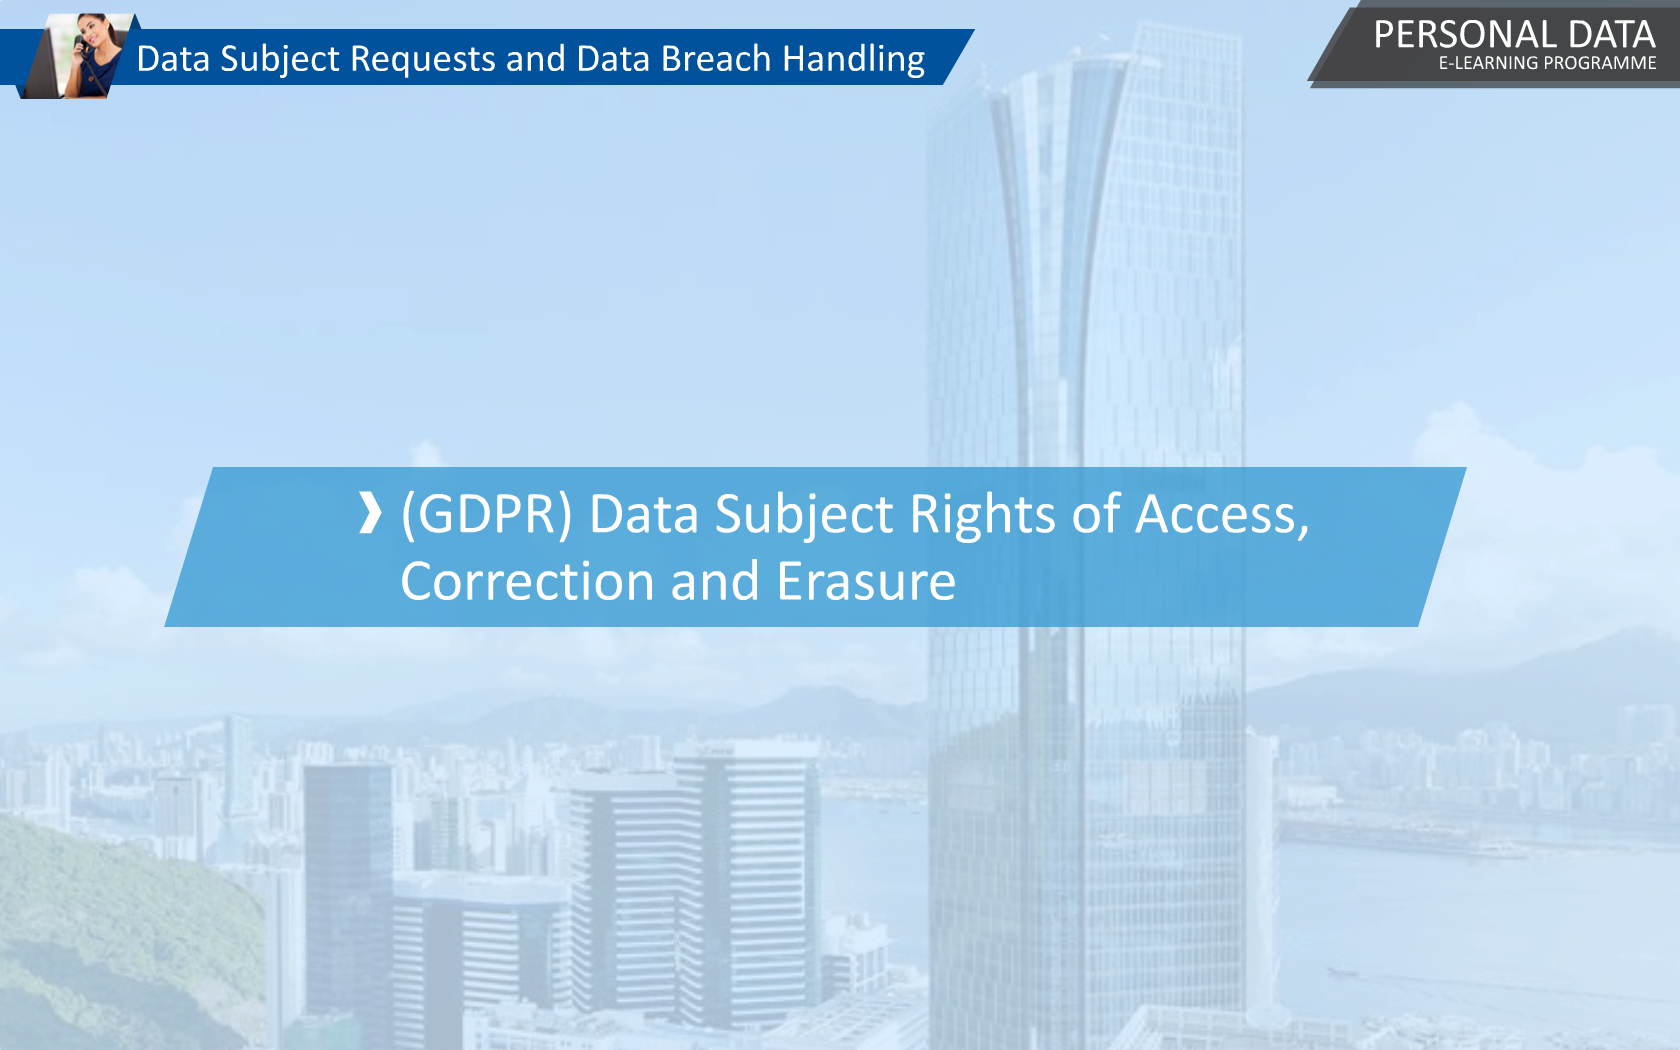 Data Subject Requests and Data Breach Handling
PERSONAL DATA
E-LEARNING PROGRAMME
(GDPR) Data Subject Rights of Access,
Correction and Erasure